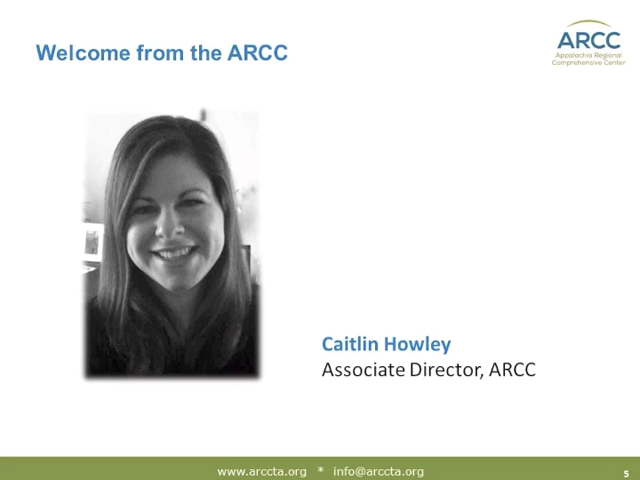 Welcome from the ARCC
ARCC
Appalachia Regional
Comprehensive Center
Caitlin Howley
Associate Director, ARCC
www.arccta.org * info@arccta.org
5